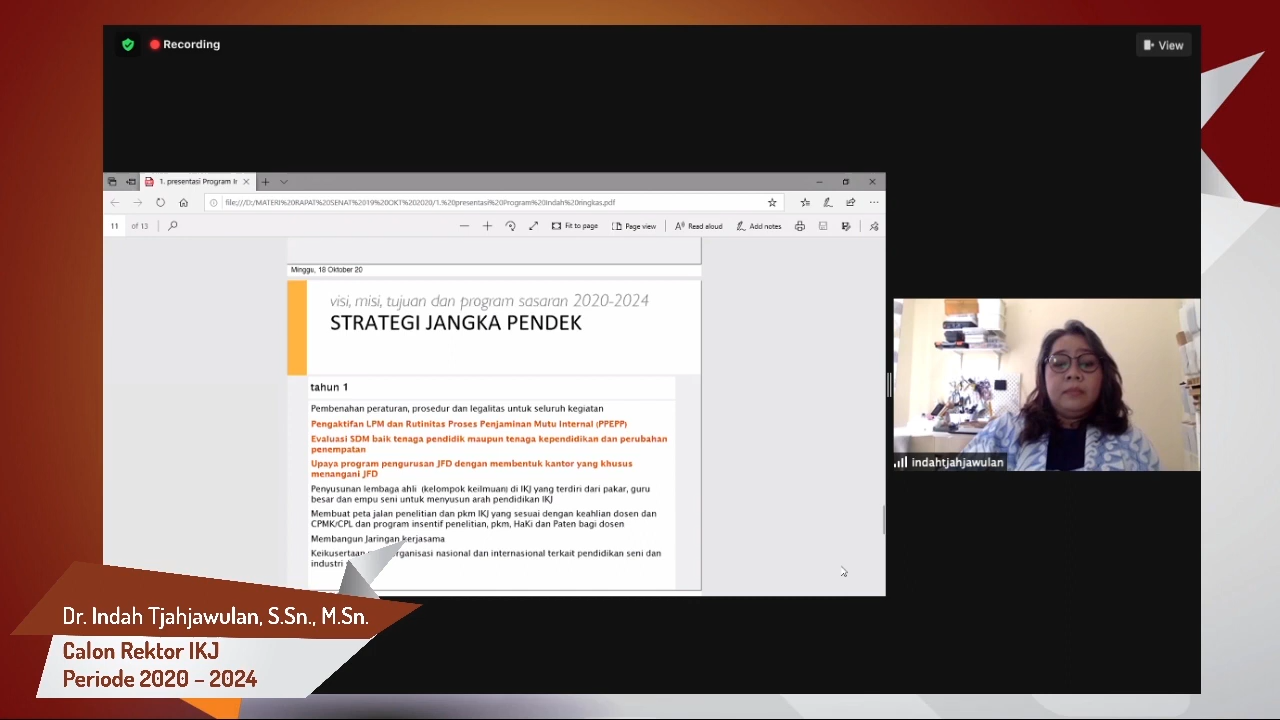 Recording
View
1. presentasi Program Ir
file:///D:/MATERI%20RAPAT%20SENAT%2019%20OKT%202020/1.%20presentasi%20Program%20Indah%20ringkas.pdf
11 of 13
Fit to page
Page view
Read aloud
Add notes
Minggu, 18 Oktober 20
visi, misi, tujuan dan program sasaran 2020-2024
STRATEGI JANGKA PENDEK
tahun 1
Pembenahan peraturan, prosedur dan legalitas untuk seluruh kegiatan
Pengaktifan LPM dan Rutinitas Proses Penjaminan Mutu Internal (PPEPP)
Evaluasi SDM baik tenaga pendidik maupun tenaga kependidikan dan perubahan
penempatan
Upaya program pengurusan JFD dengan membentuk kantor yang khusus
menangani JFD
Penyusunan lembaga ahli (kelompok keilmuan) di IKJ yang terdiri dari pakar, guru
besar dan empu seni untuk menyusun arah pendidikan IKJ
Membuat peta jalan penelitian dan pkm IKJ yang sesuai dengan keahlian dosen dan
CPMK/CPL dan program insentif penelitian, pkm, HaKi dan Paten bagi dosen
Membangun Jaringan kerjasama
Keikusertaan organisasi nasional dan internasional terkait pendidikan seni dan
industri
indahtjahjawulan
Dr. Indah Tjahjawulan, S.Sn., M.Sn.
Calon Rektor IKJ
Periode 2020 – 2024